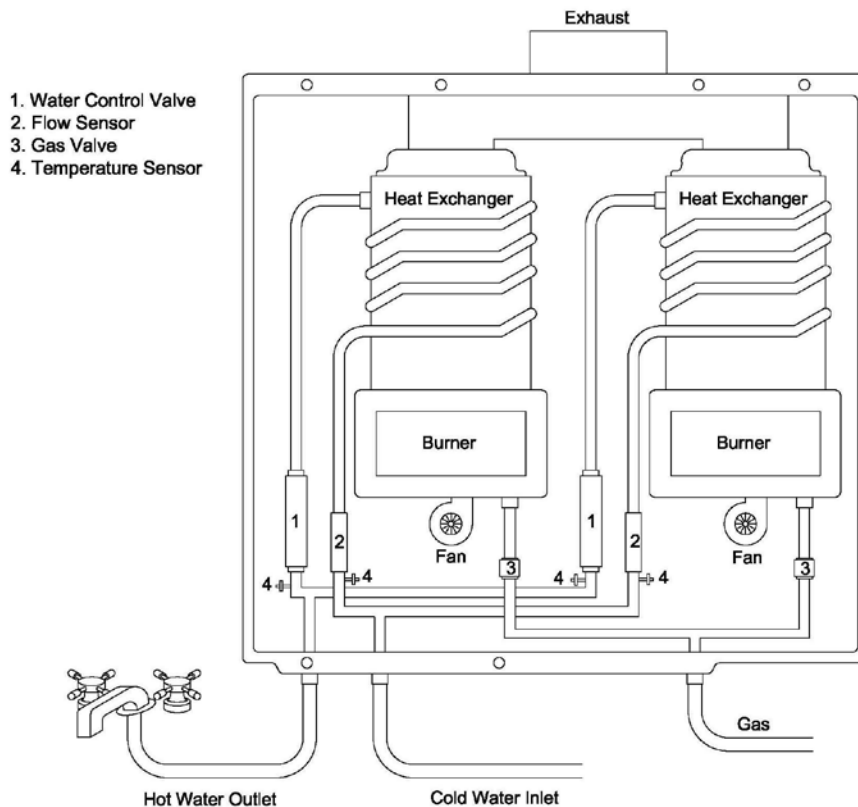 Exhaust
1. Water Control Valve
2. Flow Sensor
3. Gas Valve
4. Temperature Sensor
Heat Exchanger
Heat Exchanger
Burner
Burner
1
2
Fan
3
1
2
Fan
3
4
4
4
4
Gas
Hot Water Outlet
Cold Water Inlet